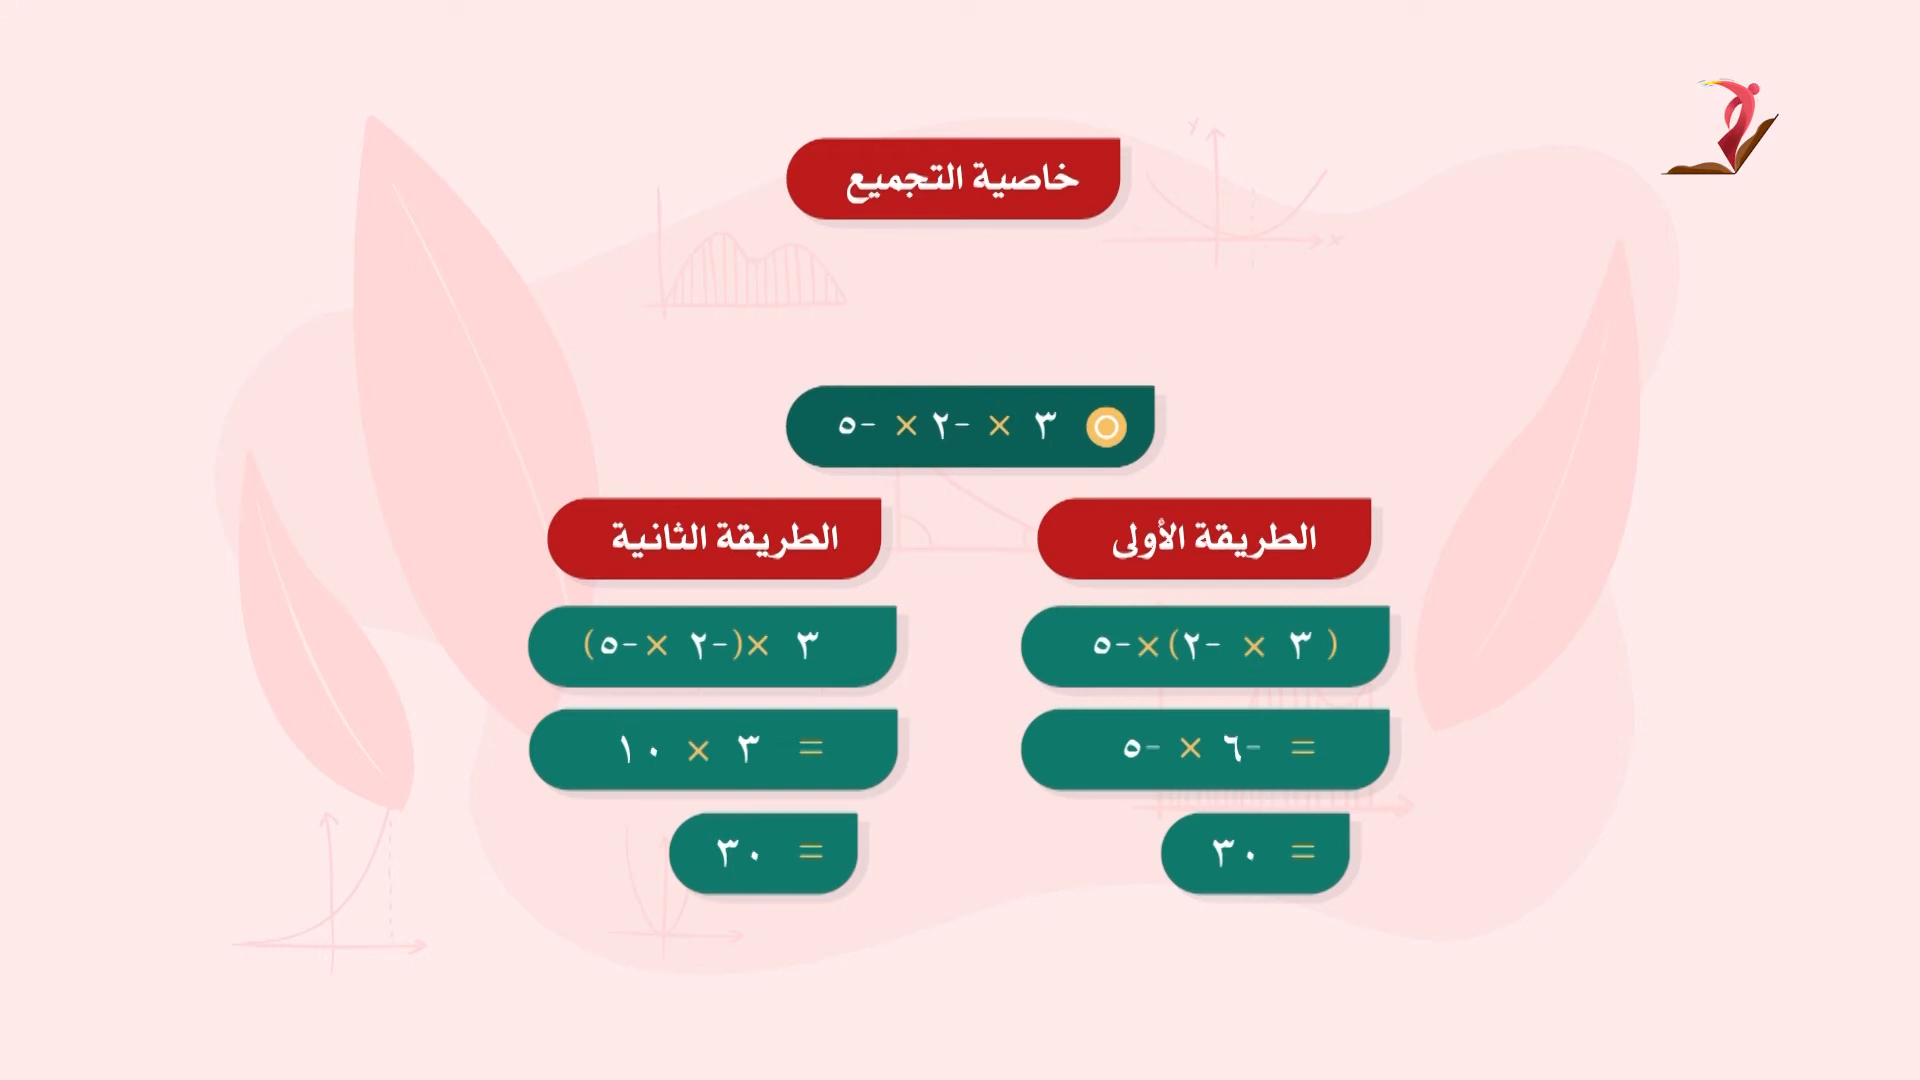 خاصية التجميع
٣ × -٢ × -٥
الطريقة الأولى
(٣ × -٢) × -٥
= -٦ × -٥
= ٣٠
الطريقة الثانية
٣ × (-٢ × -٥)
= ٣ × ١٠
= ٣٠